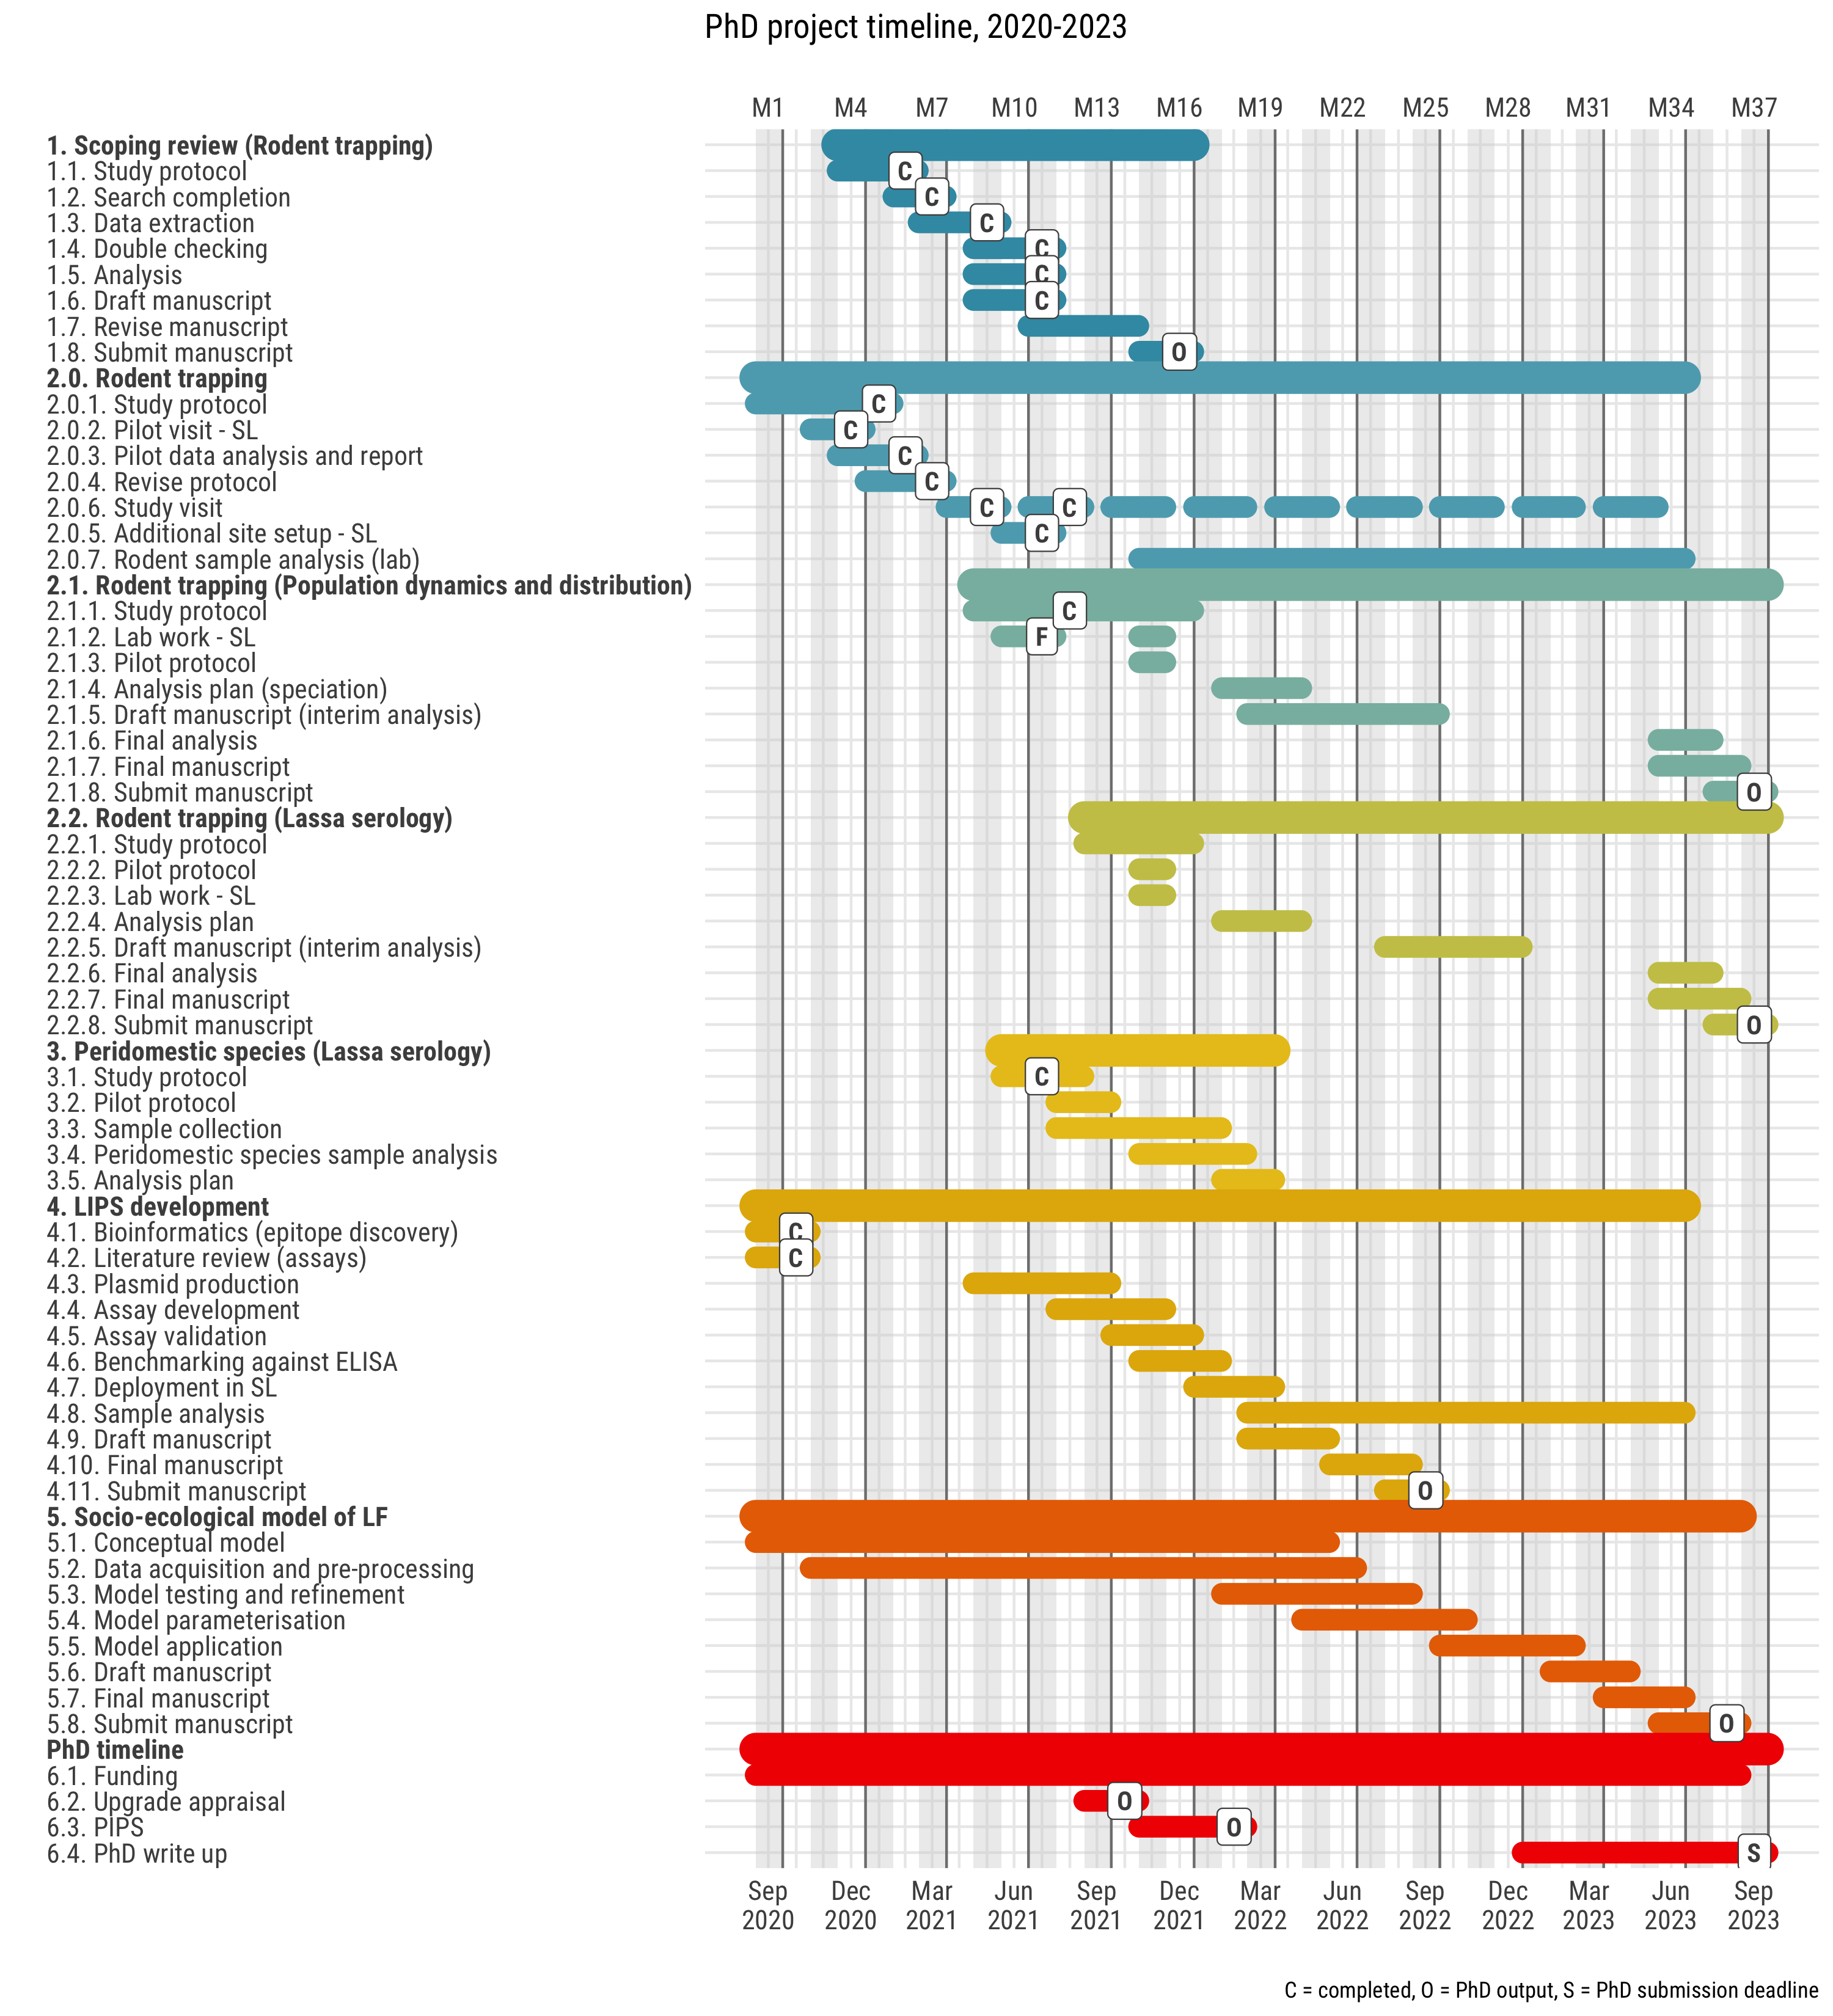 PhD project timeline, 2020-2023
M1 M4 M7 M10 M13 M16 M19 M22 M25 M28 M31 M34 M37
1. Scoping review (Rodent trapping)
1.1. Study protocol C
1.2. Search completion C
1.3. Data extraction C
1.4. Double checking C
1.5. Analysis C
1.6. Draft manuscript C
1.7. Revise manuscript
1.8. Submit manuscript O
2.0. Rodent trapping
2.0.1. Study protocol C
2.0.2. Pilot visit - SL C
2.0.3. Pilot data analysis and report C
2.0.4. Revise protocol C
2.0.6. Study visit C C
2.0.5. Additional site setup - SL C
2.0.7. Rodent sample analysis (lab)
2.1. Rodent trapping (Population dynamics and distribution)
2.1.1. Study protocol C
2.1.2. Lab work - SL F
2.1.3. Pilot protocol
2.1.4. Analysis plan (speciation)
2.1.5. Draft manuscript (interim analysis)
2.1.6. Final analysis
2.1.7. Final manuscript
2.1.8. Submit manuscript O
2.2. Rodent trapping (Lassa serology)
2.2.1. Study protocol
2.2.2. Pilot protocol
2.2.3. Lab work - SL
2.2.4. Analysis plan
2.2.5. Draft manuscript (interim analysis)
2.2.6. Final analysis
2.2.7. Final manuscript
2.2.8. Submit manuscript O
3. Peridomestic species (Lassa serology)
3.1. Study protocol C
3.2. Pilot protocol
3.3. Sample collection
3.4. Peridomestic species sample analysis
3.5. Analysis plan
4. LIPS development
4.1. Bioinformatics (epitope discovery) C
4.2. Literature review (assays) C
4.3. Plasmid production
4.4. Assay development
4.5. Assay validation
4.6. Benchmarking against ELISA
4.7. Deployment in SL
4.8. Sample analysis
4.9. Draft manuscript
4.10. Final manuscript
4.11. Submit manuscript O
5. Socio-ecological model of LF
5.1. Conceptual model
5.2. Data acquisition and pre-processing
5.3. Model testing and refinement
5.4. Model parameterisation
5.5. Model application
5.6. Draft manuscript
5.7. Final manuscript
5.8. Submit manuscript O
PhD timeline
6.1. Funding
6.2. Upgrade appraisal O
6.3. PIPS O
6.4. PhD write up S
Sep Dec Mar Jun Sep Dec Mar Jun Sep Dec Mar Jun Sep
2020 2020 2021 2021 2021 2021 2022 2022 2022 2022 2023 2023 2023
C = completed, O = PhD output, S = PhD submission deadline